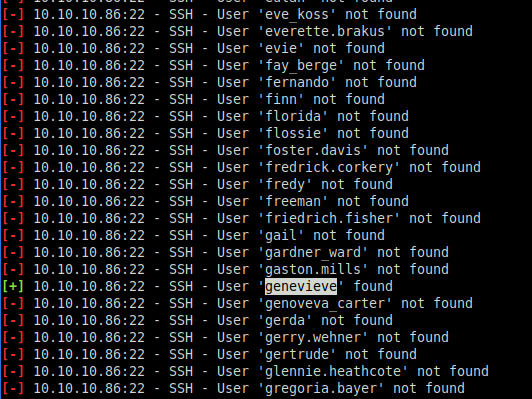 [-] 10.10.10.86:22 - SSH - User 'eve_koss' not found
[-] 10.10.10.86:22 - SSH - User 'everette.brakus' not found
[-] 10.10.10.86:22 - SSH - User 'evie' not found
[-] 10.10.10.86:22 - SSH - User 'fay_berge' not found
[-] 10.10.10.86:22 - SSH - User 'fernando' not found
[-] 10.10.10.86:22 - SSH - User 'finn' not found
[-] 10.10.10.86:22 - SSH - User 'florida' not found
[-] 10.10.10.86:22 - SSH - User 'flossie' not found
[-] 10.10.10.86:22 - SSH - User 'foster.davis' not found
[-] 10.10.10.86:22 - SSH - User 'fredrick.corkery' not found
[-] 10.10.10.86:22 - SSH - User 'fredy' not found
[-] 10.10.10.86:22 - SSH - User 'freeman' not found
[-] 10.10.10.86:22 - SSH - User 'friedrich.fisher' not found
[-] 10.10.10.86:22 - SSH - User 'gail' not found
[-] 10.10.10.86:22 - SSH - User 'gardner_ward' not found
[-] 10.10.10.86:22 - SSH - User 'gaston.mills' not found
[+] 10.10.10.86:22 - SSH - User 'genevieve' found
[-] 10.10.10.86:22 - SSH - User 'genoveva_carter' not found
[-] 10.10.10.86:22 - SSH - User 'gerda' not found
[-] 10.10.10.86:22 - SSH - User 'gerry.wehner' not found
[-] 10.10.10.86:22 - SSH - User 'gertrude' not found
[-] 10.10.10.86:22 - SSH - User 'glennie.heathcote' not found
[-] 10.10.10.86:22 - SSH - User 'gregoria.bayer' not found